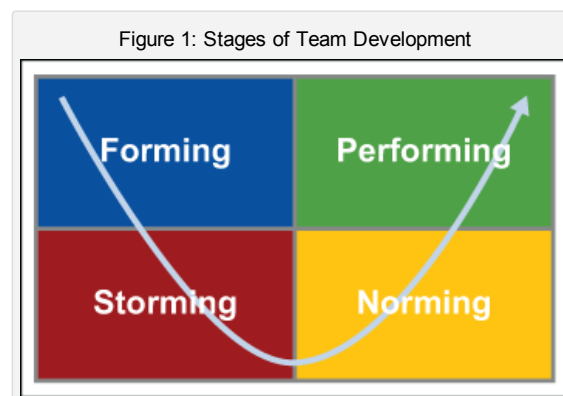 Figure 1: Stages of Team Development
Forming
Performing
Storming
Norming